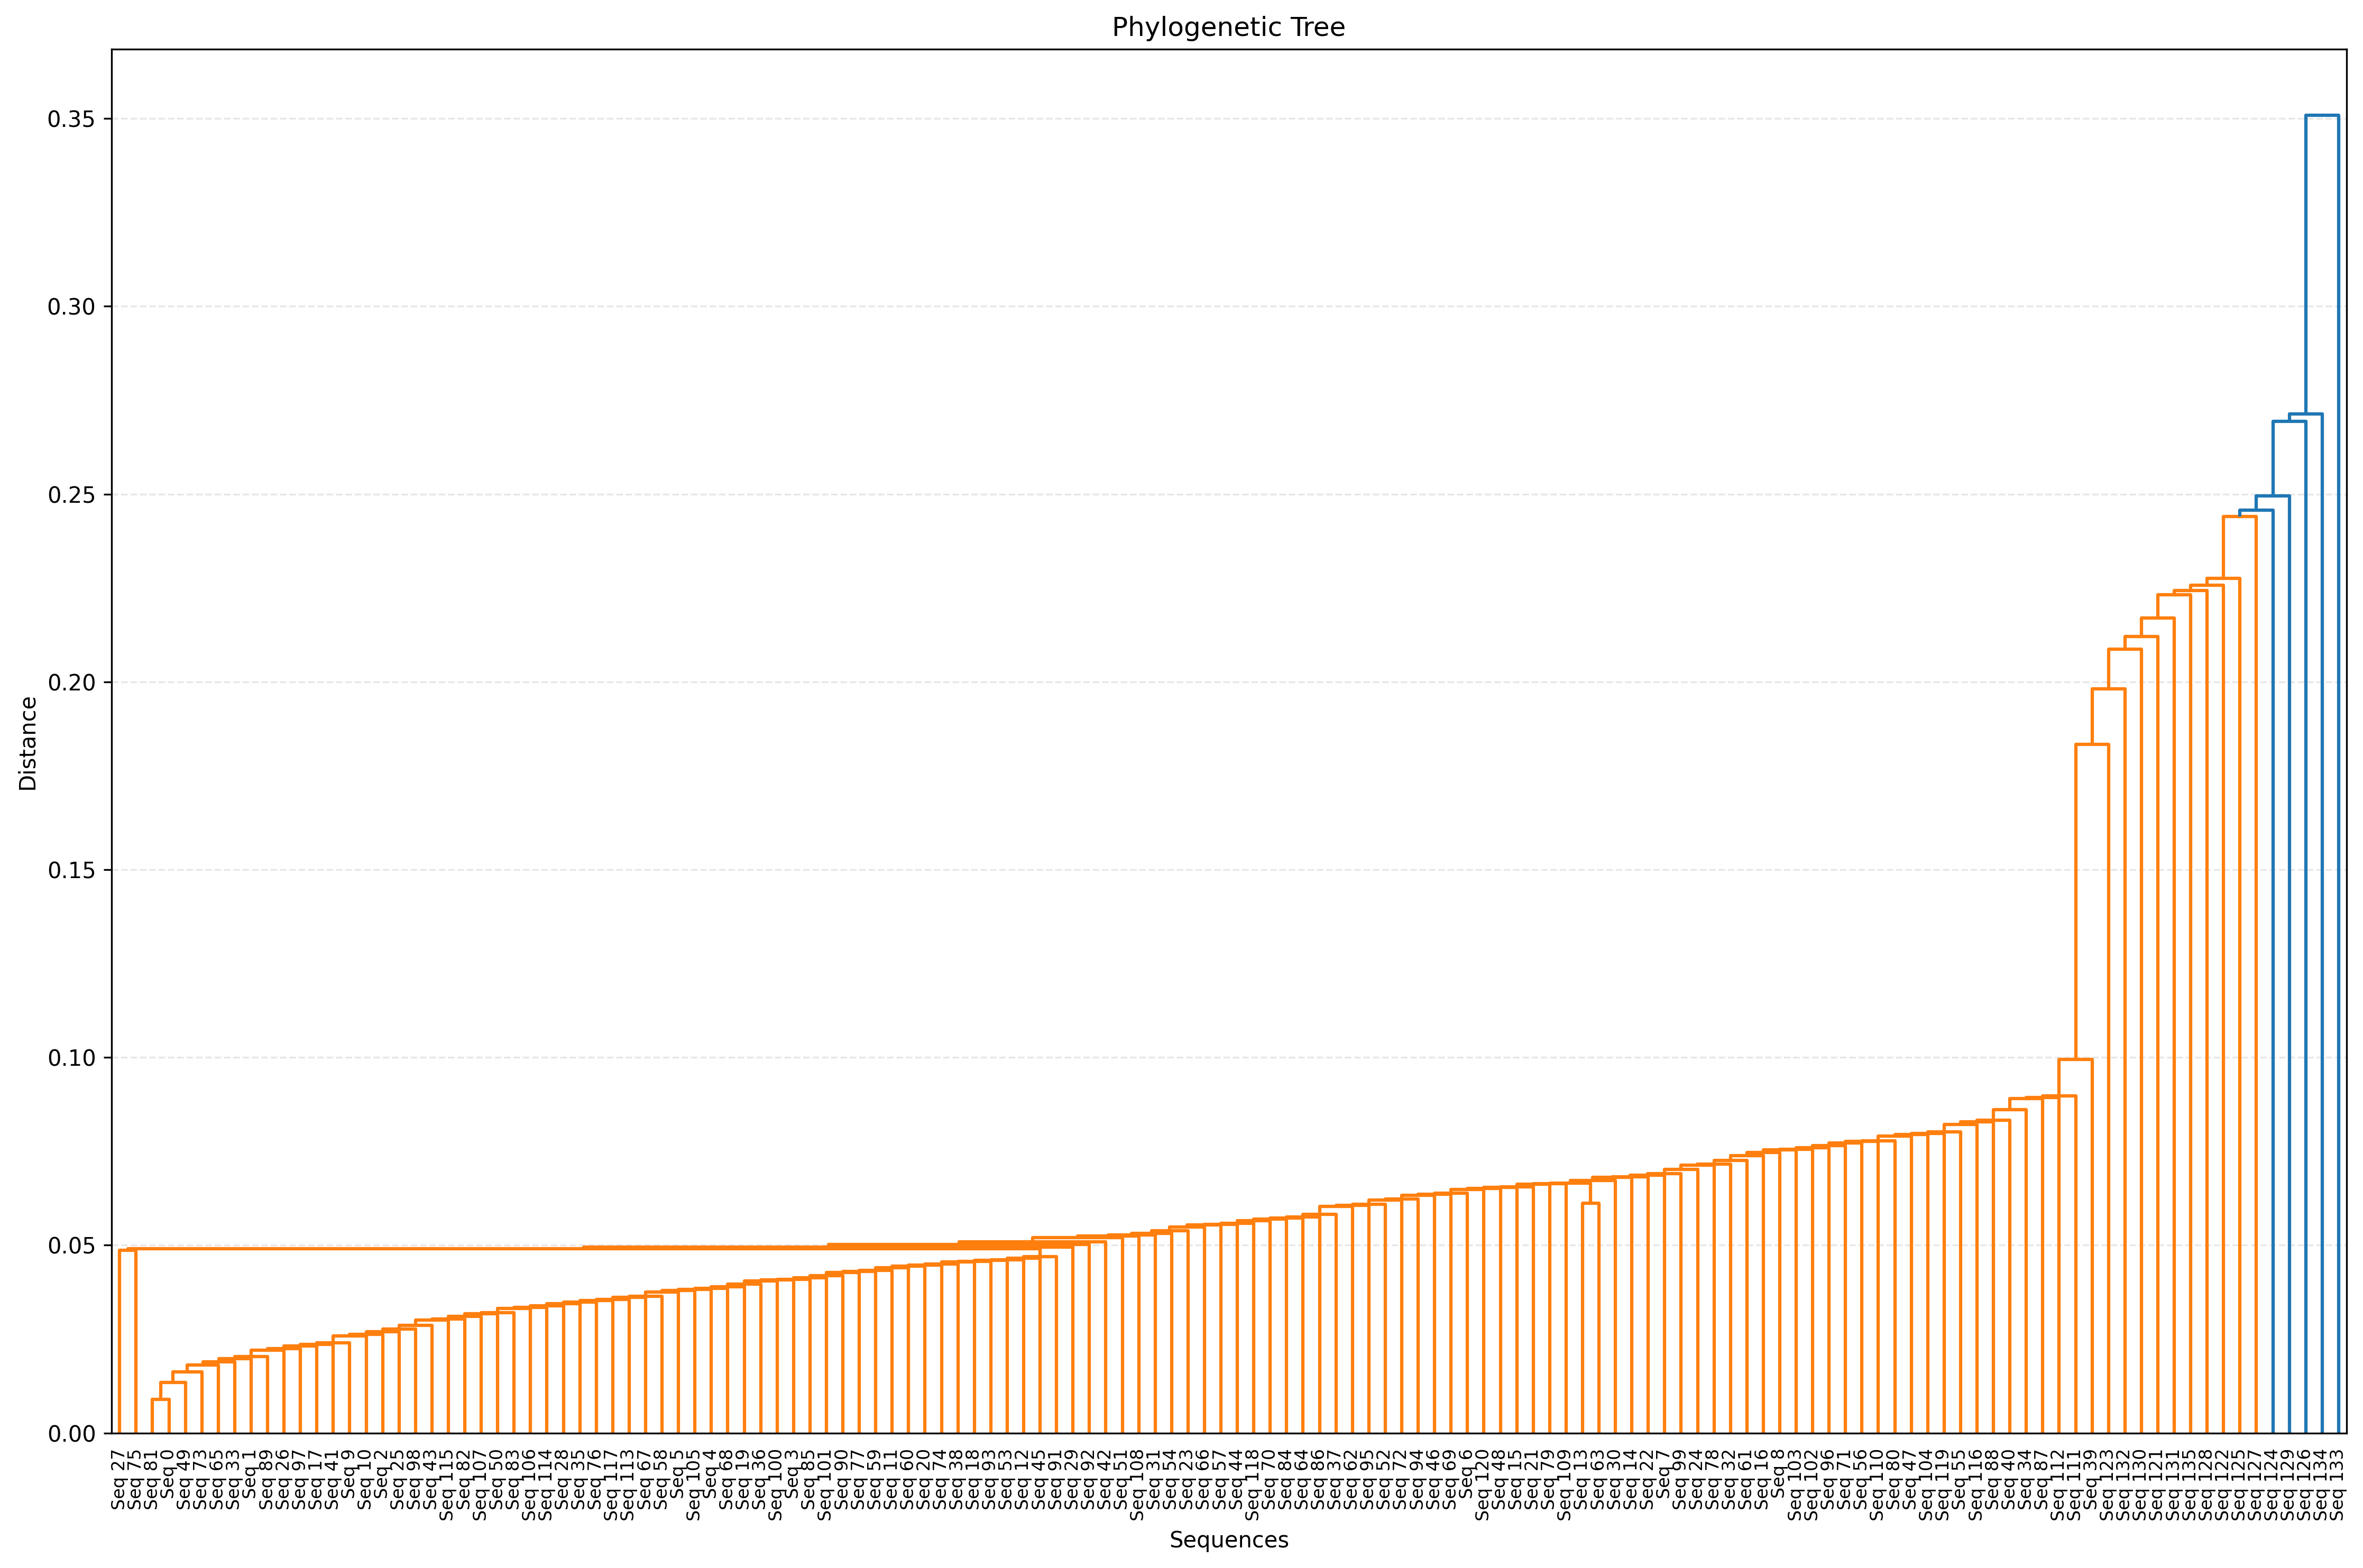 Phylogenetic Tree
0.35
0.30
0.25
0.20
0.15
0.10
0.05
0.00
Distance
Seq 27
Seq 75
Seq 81
Seq 0
Seq 49
Seq 73
Seq 65
Seq 33
Seq 1
Seq 89
Seq 26
Seq 97
Seq 17
Seq 41
Seq 9
Seq 10
Seq 2
Seq 25
Seq 98
Seq 43
Seq 115
Seq 82
Seq 107
Seq 50
Seq 83
Seq 106
Seq 114
Seq 28
Seq 35
Seq 76
Seq 117
Seq 113
Seq 67
Seq 58
Seq 5
Seq 105
Seq 4
Seq 68
Seq 19
Seq 36
Seq 100
Seq 3
Seq 85
Seq 101
Seq 90
Seq 77
Seq 59
Seq 11
Seq 60
Seq 20
Seq 74
Seq 38
Seq 18
Seq 93
Seq 53
Seq 12
Seq 45
Seq 91
Seq 29
Seq 92
Seq 42
Seq 51
Seq 108
Seq 31
Seq 54
Seq 23
Seq 66
Seq 57
Seq 44
Seq 118
Seq 70
Seq 84
Seq 64
Seq 86
Seq 37
Seq 62
Seq 95
Seq 52
Seq 72
Seq 94
Seq 46
Seq 69
Seq 6
Seq 120
Seq 48
Seq 15
Seq 21
Seq 79
Seq 109
Seq 13
Seq 63
Seq 30
Seq 14
Seq 22
Seq 7
Seq 99
Seq 24
Seq 78
Seq 32
Seq 61
Seq 16
Seq 8
Seq 103
Seq 102
Seq 96
Seq 71
Seq 56
Seq 110
Seq 80
Seq 47
Seq 104
Seq 119
Seq 55
Seq 116
Seq 88
Seq 40
Seq 34
Seq 87
Seq 112
Seq 111
Seq 39
Seq 123
Seq 132
Seq 130
Seq 121
Seq 131
Seq 135
Seq 128
Seq 122
Seq 125
Seq 127
Seq 124
Seq 129
Seq 126
Seq 134
Seq 133
Sequences